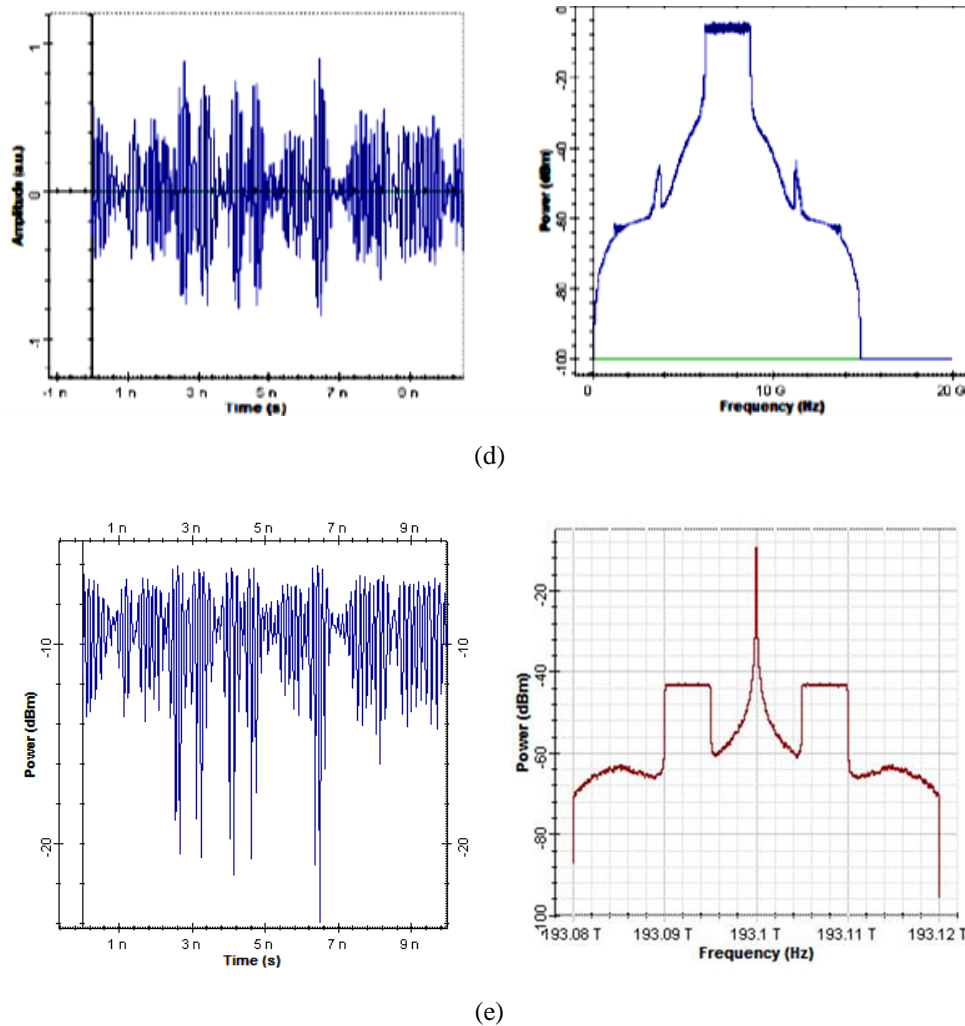 1
0
-1
Amplitude (a.u.)
-1 n 1 n 3 n 5 n 7 n 9 n
Time (s)
0
-20
-40
-60
-80
-100
Power (dBm)
0 10 G 20 G
Frequency (Hz)
(d)
1 n 3 n 5 n 7 n 9 n
-10
-20
Power (dBm)
-10
-20
1 n 3 n 5 n 7 n 9 n
Time (s)
-20
-40
-60
-80
-100
Power (dBm)
193.08 T 193.09 T 193.1 T 193.11 T 193.12 T
Frequency (Hz)
(e)